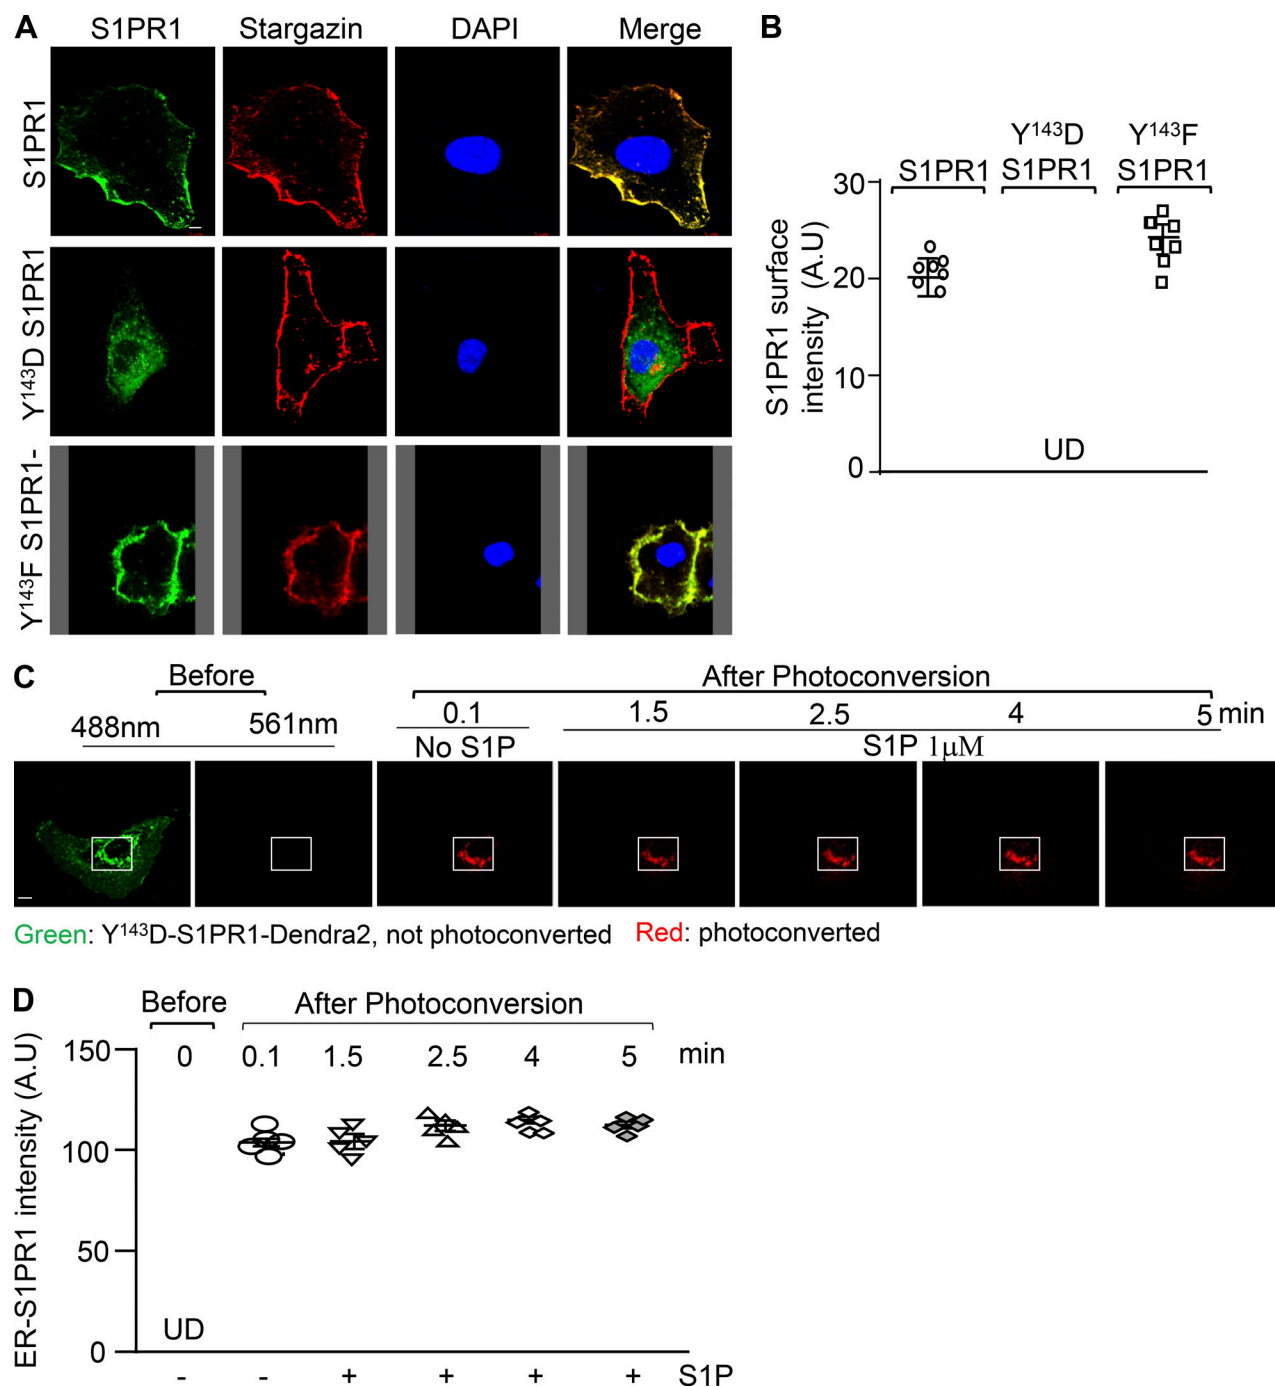 A
S1PR1 Stargazin DAPI Merge
S1PR1
Y¹⁴³D S1PR1
Y¹⁴³F S1PR1-
B
S1PR1
Y¹⁴³D
S1PR1
Y¹⁴³F
S1PR1
S1PR1 surface
intensity (A.U)
30
20
10
0
UD
C
Before After Photoconversion
488nm 561nm 0.1 1.5 2.5 4 5 min
No S1P S1P 1μM
Green: Y¹⁴³D-S1PR1-Dendra2, not photoconverted Red: photoconverted
D
Before After Photoconversion
0 0.1 1.5 2.5 4 5 min
ER-S1PR1 intensity (A.U)
150
100
50
0
UD
- - + + + + S1P